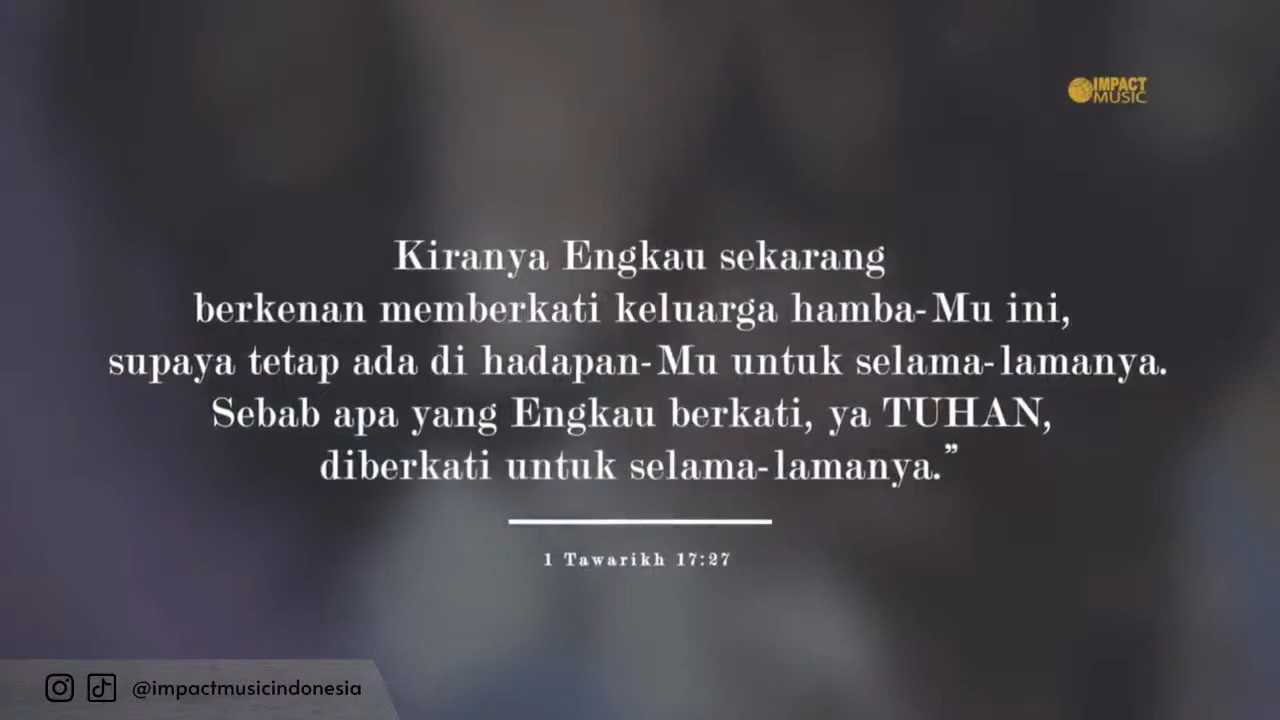 IMPACT
MUSIC
Kiranya Engkau sekarang
berkenan memberkati keluarga hamba-Mu ini,
supaya tetap ada di hadapan-Mu untuk selama-lamanya.
Sebab apa yang Engkau berkati, ya TUHAN,
diberkati untuk selama-lamanya.”
1 Tawarikh 17:27
@impactmusicindonesia